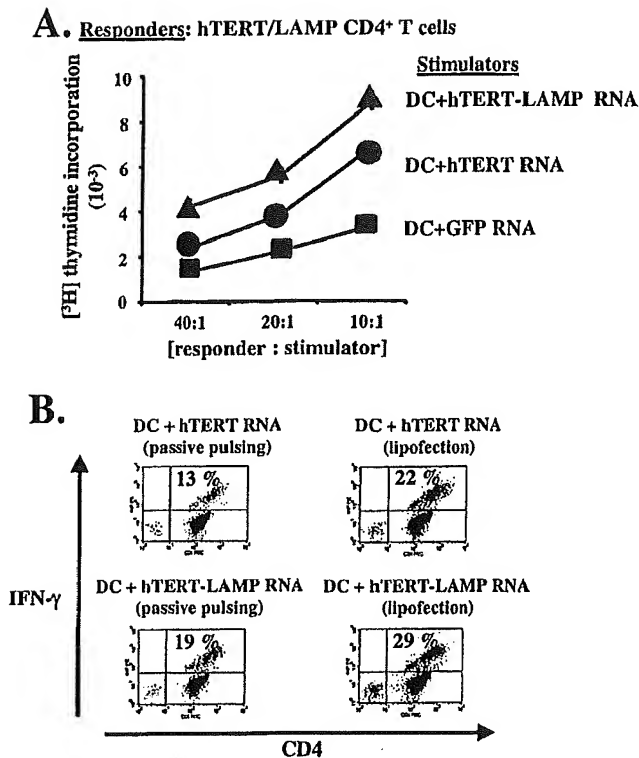 A. Responders: hTERT/LAMP CD4⁺ T cells
Stimulators
[³H] thymidine incorporation
(10⁻³)
10
8
6
4
2
0
DC+hTERT-LAMP RNA
DC+hTERT RNA
DC+GFP RNA
40:1 20:1 10:1
[responder : stimulator]
B.
DC + hTERT RNA
(passive pulsing)
13 %
DC + hTERT RNA
(lipofection)
22 %
IFN-γ
DC + hTERT-LAMP RNA
(passive pulsing)
19 %
DC + hTERT-LAMP RNA
(lipofection)
29 %
CD4